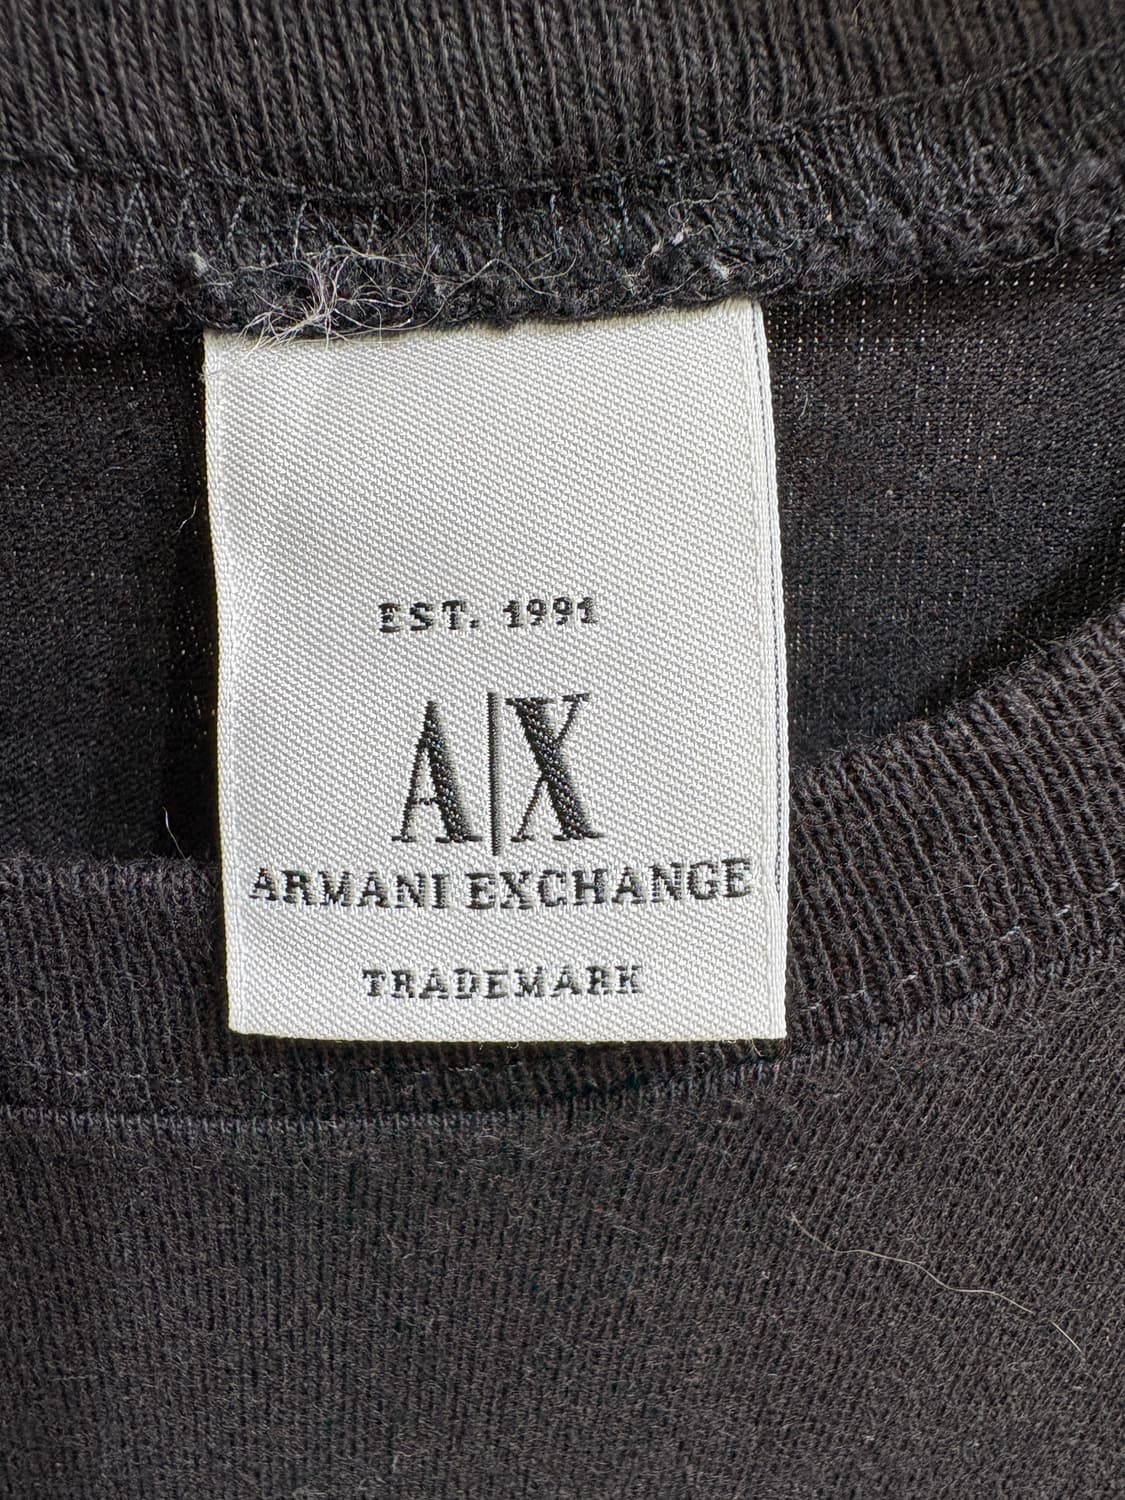 EST. 1991
A|X
ARMANI EXCHANGE
TRADEMARK